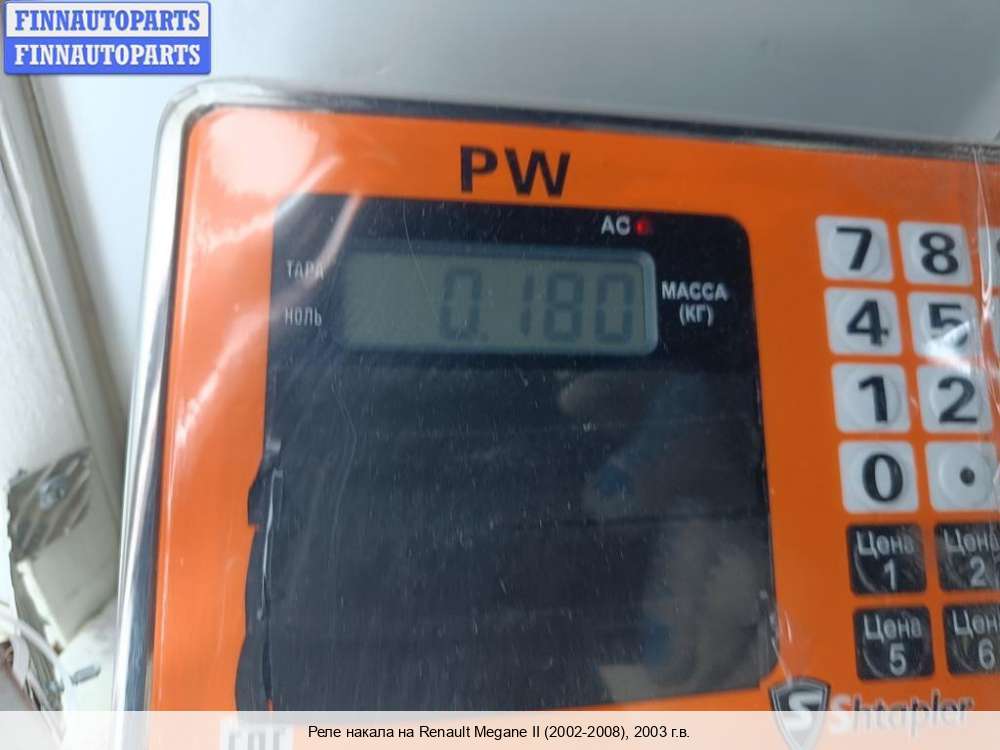 FINNAUTOPARTS
FINNAUTOPARTS
PW
AC
ТАРА
НОЛЬ
0.180
МАССА
(КГ)
7 8
4 5
1 2
0 .
Цена
1
Цена
2
Цена
5
Цена
6
Shtapler
Реле накала на Renault Megane II (2002-2008), 2003 г.в.